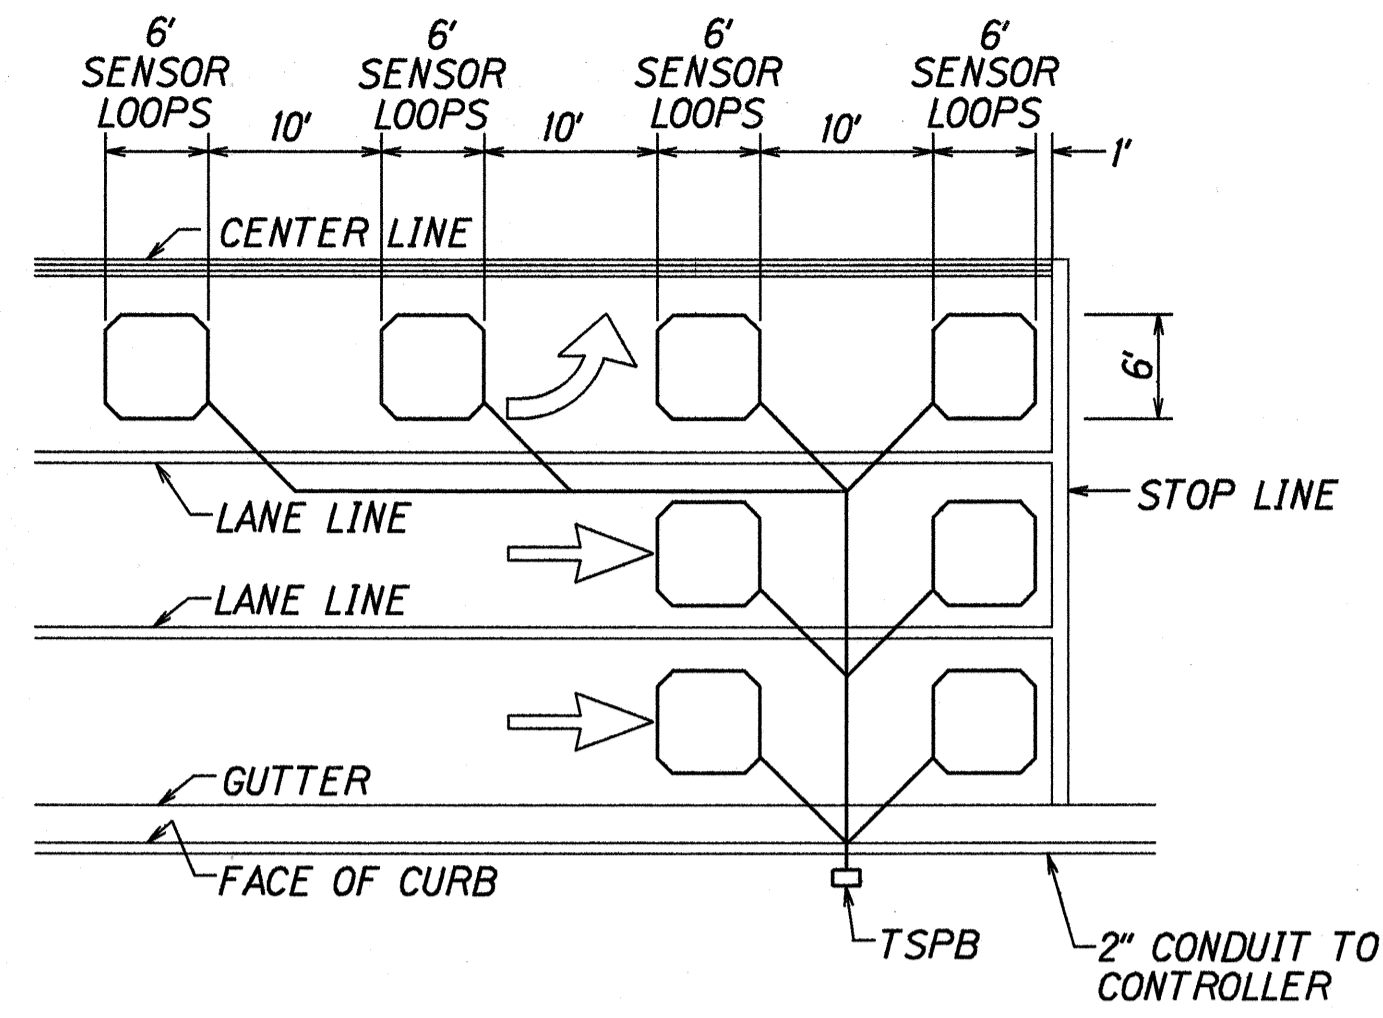 6'
SENSOR
LOOPS
10'
6'
SENSOR
LOOPS
10'
6'
SENSOR
LOOPS
10'
6'
SENSOR
LOOPS
1'
CENTER LINE
6'
LANE LINE
STOP LINE
LANE LINE
GUTTER
FACE OF CURB
TSPB
2" CONDUIT TO
CONTROLLER